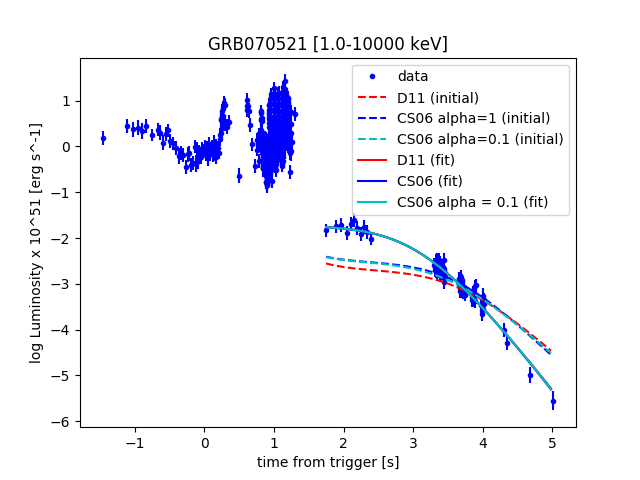 GRB070521 [1.0-10000 keV]
data
D11 (initial)
CS06 alpha=1 (initial)
CS06 alpha=0.1 (initial)
D11 (fit)
CS06 (fit)
CS06 alpha = 0.1 (fit)
log Luminosity x 10^51 [erg s^-1]
1
0
−1
−2
−3
−4
−5
−6
−1 0 1 2 3 4 5
time from trigger [s]